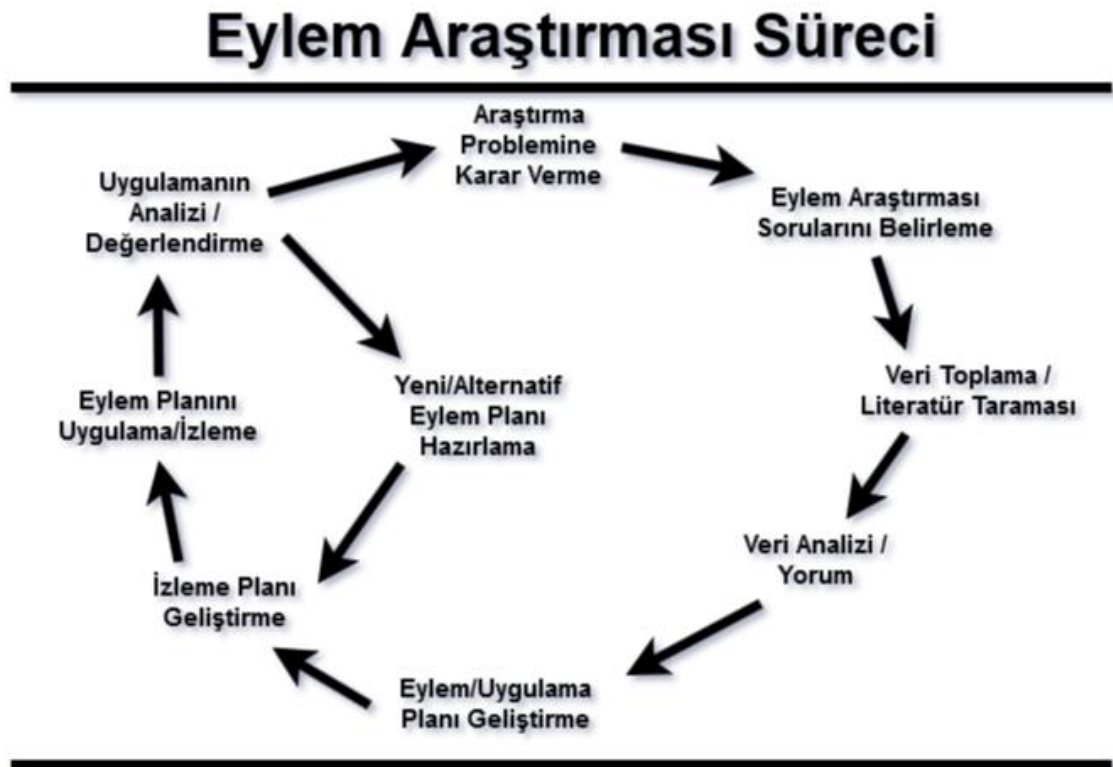 Eylem Araştırması Süreci
Araştırma
Problemine
Karar Verme
Eylem Araştırması
Sorularını Belirleme
Veri Toplama /
Literatür Taraması
Veri Analizi /
Yorum
Eylem/Uygulama
Planı Geliştirme
İzleme Planı
Geliştirme
Eylem Planını
Uygulama/İzleme
Uygulamanın
Analizi /
Değerlendirme
Yeni/Alternatif
Eylem Planı
Hazırlama